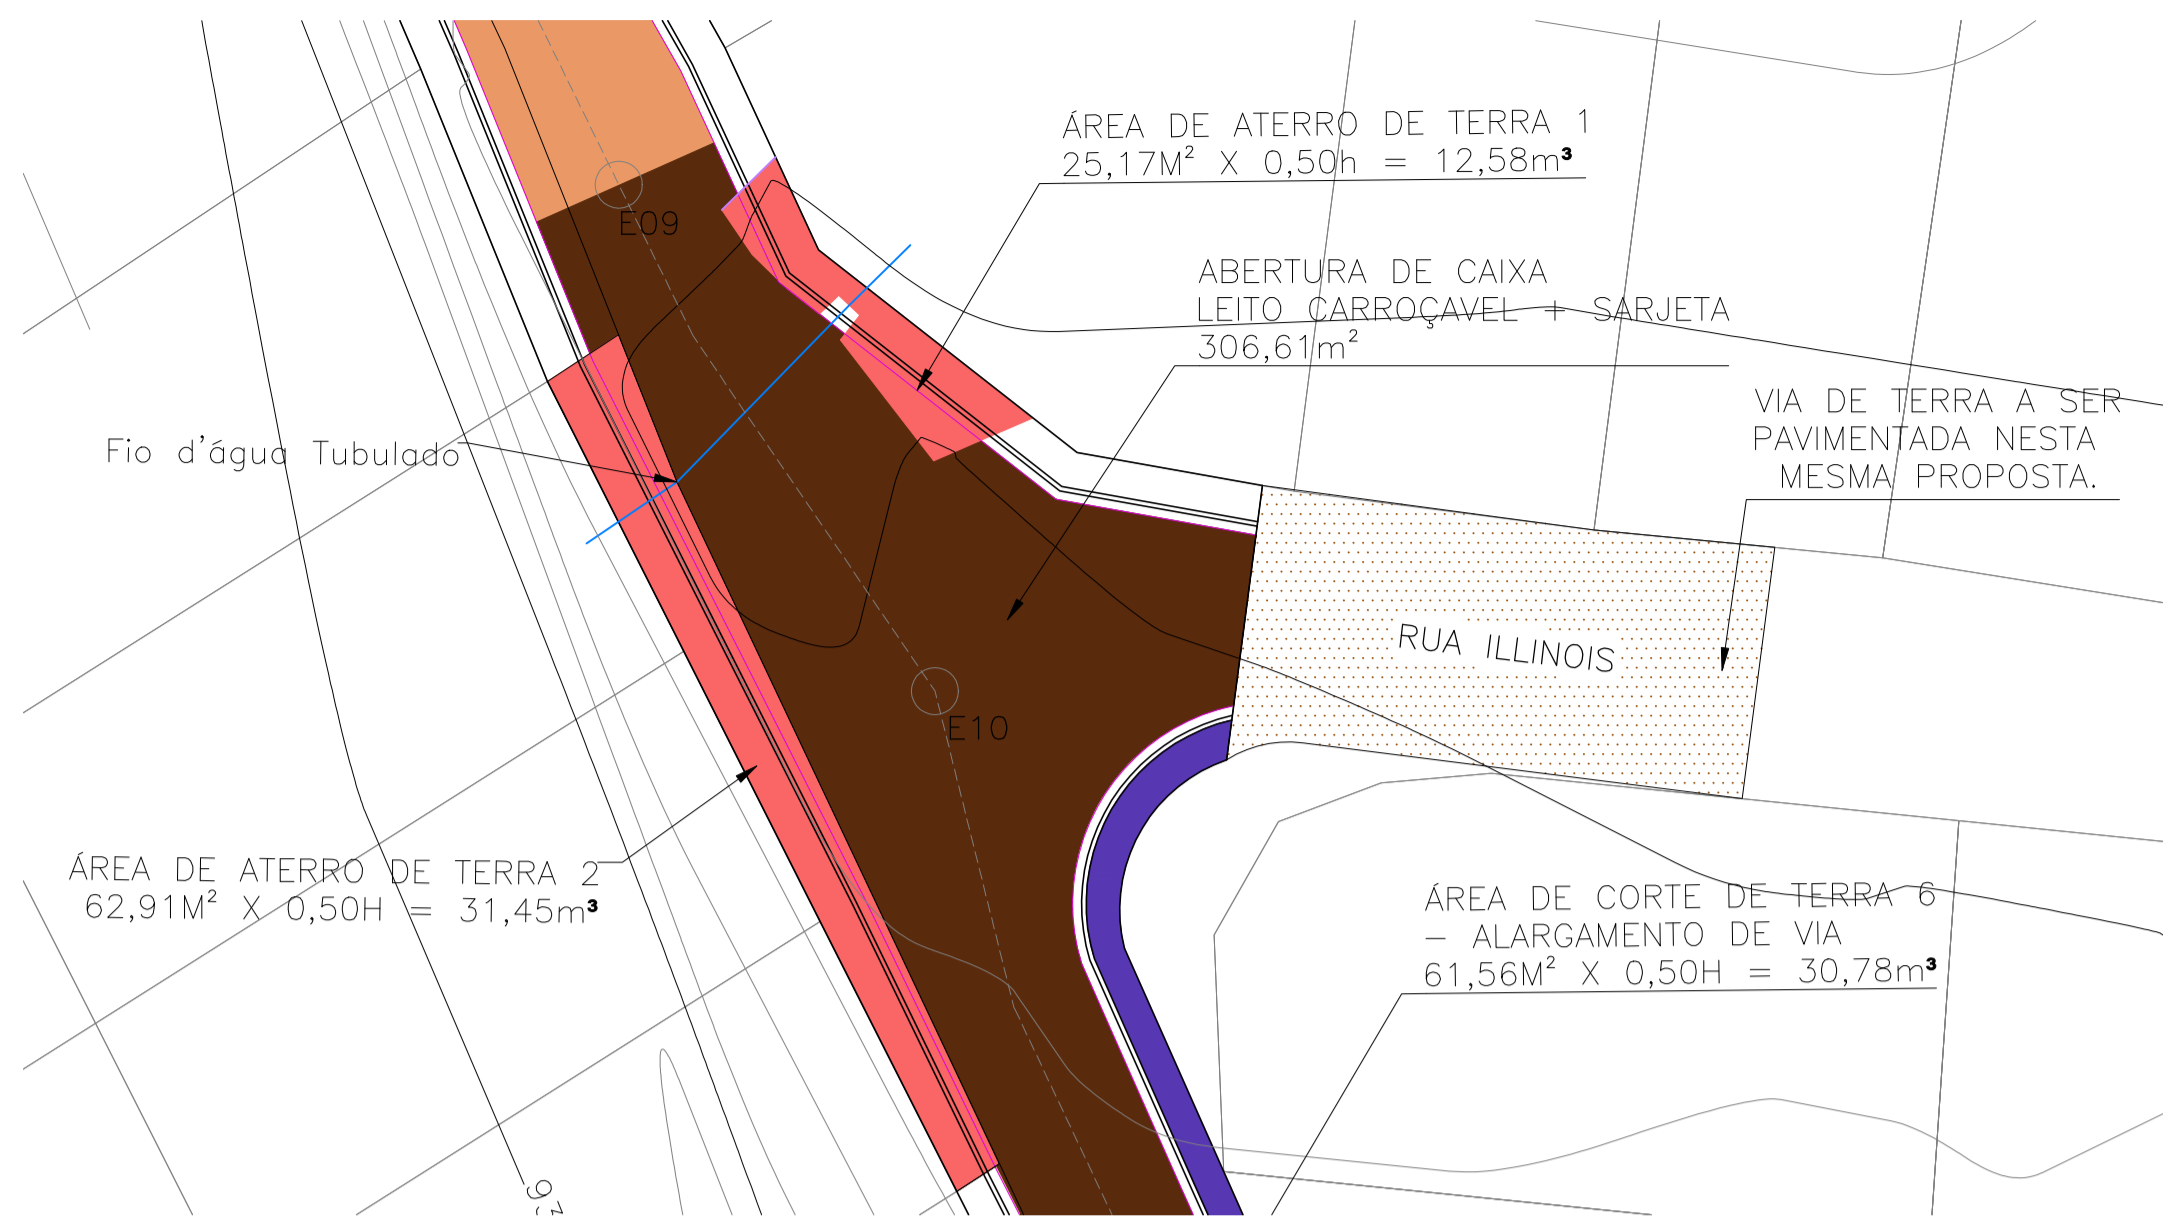 ÁREA DE ATERRO DE TERRA 1
25,17M² X 0,50h = 12,58m³
E09
ABERTURA DE CAIXA
LEITO CARROÇAVEL + SARJETA
306,61m²
VIA DE TERRA A SER
PAVIMENTADA NESTA
MESMA PROPOSTA.
Fio d'água Tubulado
RUA ILLINOIS
E10
ÁREA DE ATERRO DE TERRA 2
62,91M² X 0,50H = 31,45m³
ÁREA DE CORTE DE TERRA 6
– ALARGAMENTO DE VIA
61,56M² X 0,50H = 30,78m³